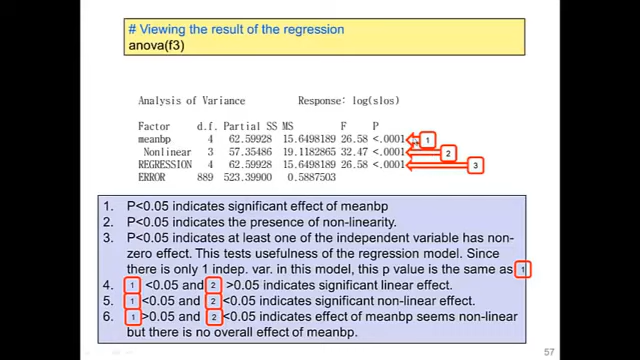 # Viewing the result of the regression
anova(f3)
Analysis of Variance Response: log(slos)
Factor d.f. Partial SS MS F P
meanbp 4 62.59928 15.6498189 26.58 <.0001 1
Nonlinear 3 57.35486 19.1182865 32.47 <.0001 2
REGRESSION 4 62.59928 15.6498189 26.58 <.0001 3
ERROR 889 523.39900 0.5887503
1. P<0.05 indicates significant effect of meanbp
2. P<0.05 indicates the presence of non-linearity.
3. P<0.05 indicates at least one of the independent variable has non-
zero effect. This tests usefulness of the regression model. Since
there is only 1 indep. var. in this model, this p value is the same as 1
4. 1 <0.05 and 2 >0.05 indicates significant linear effect.
5. 1 <0.05 and 2 <0.05 indicates significant non-linear effect.
6. 1 >0.05 and 2 <0.05 indicates effect of meanbp seems non-linear
but there is no overall effect of meanbp.
57